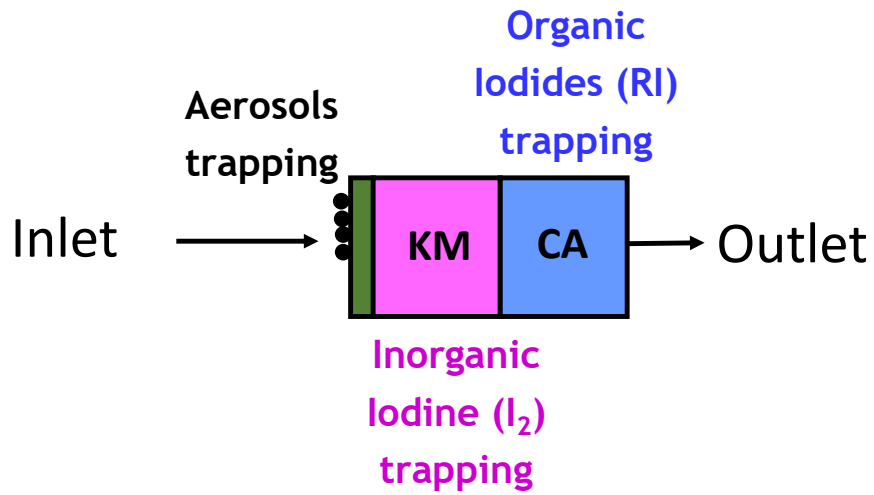 Organic
Iodides (RI)
trapping
Aerosols
trapping
Inlet
KM
CA
Outlet
Inorganic
Iodine (I₂)
trapping